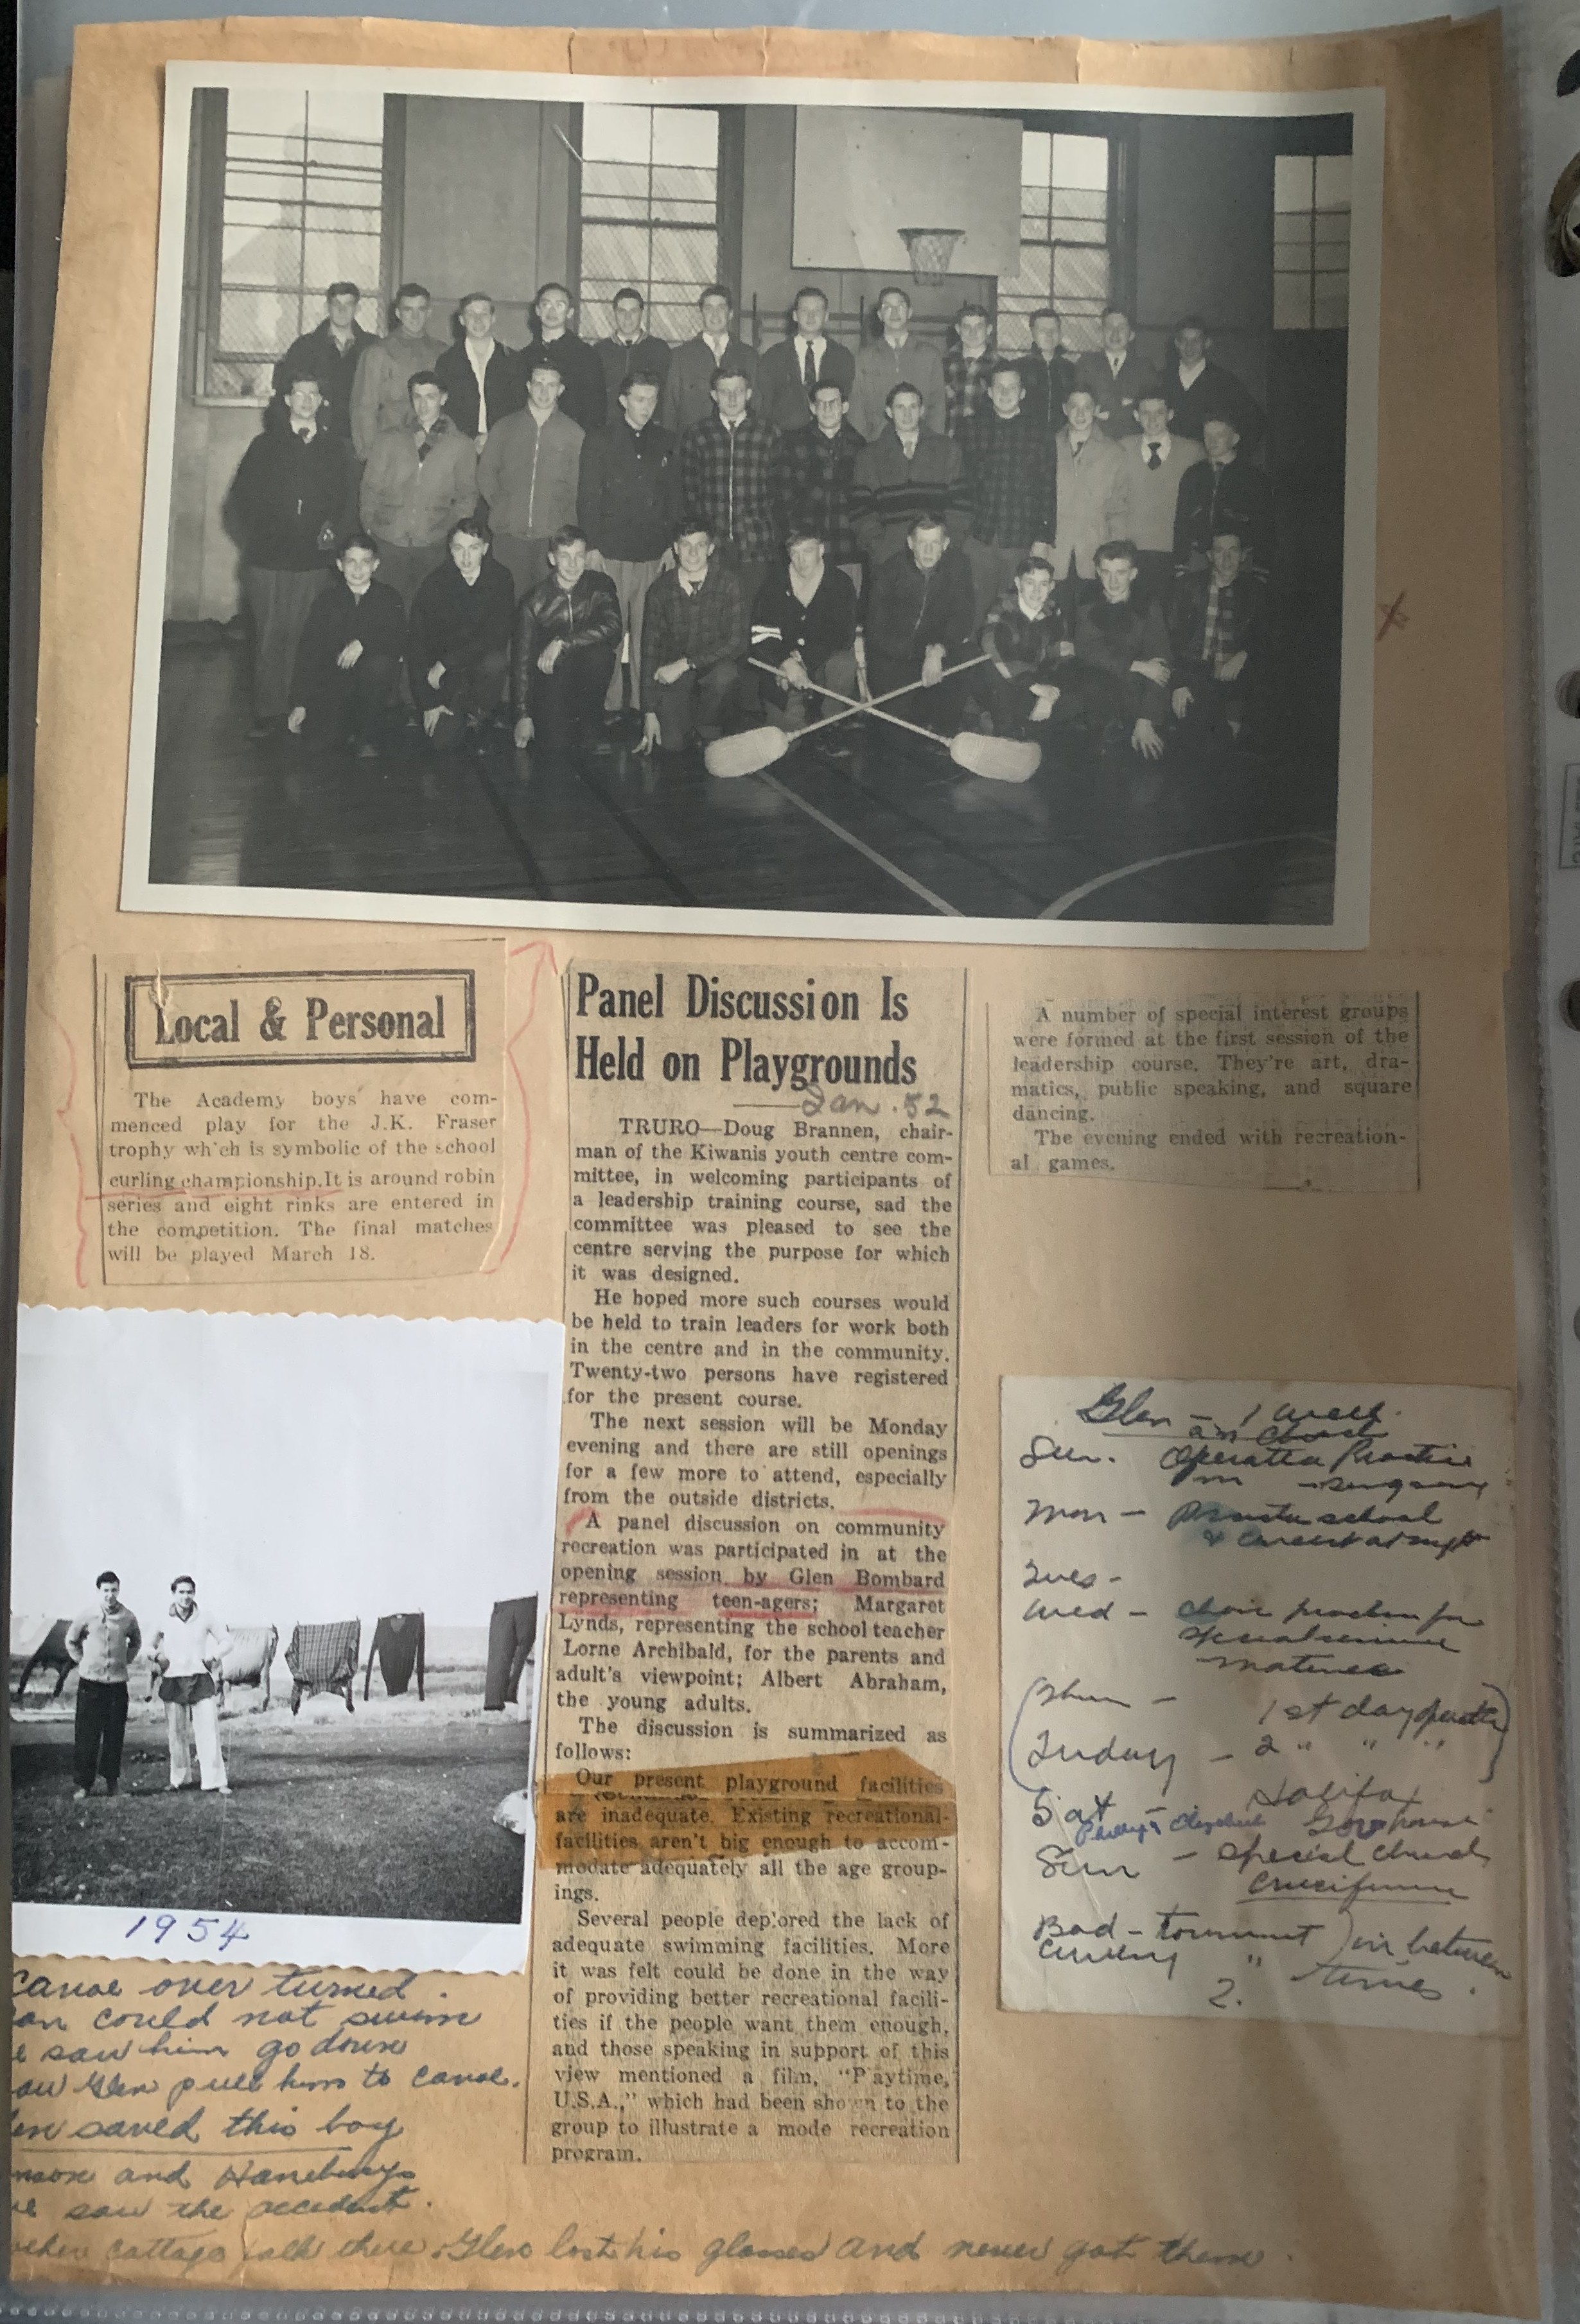 Local & Personal
The Academy boys have com-
menced play for the J.K. Fraser
trophy wh'ch is symbolic of the school
curling championship.It is around robin
series and eight rinks are entered in
the competition. The final matches
will be played March 18.
Panel Discussion Is
Held on Playgrounds
Jan. 52
TRURO—Doug Brannen, chair-
man of the Kiwanis youth centre com-
mittee, in welcoming participants of
a leadership training course, sad the
committee was pleased to see the
centre serving the purpose for which
it was designed.
He hoped more such courses would
be held to train leaders for work both
in the centre and in the community.
Twenty-two persons have registered
for the present course.
The next session will be Monday
evening and there are still openings
for a few more to attend, especially
from the outside districts.
A panel discussion on community
recreation was participated in at the
opening session by Glen Bombard
representing teen-agers; Margaret
Lynds, representing the school teacher
Lorne Archibald, for the parents and
adult's viewpoint; Albert Abraham,
the young adults.
The discussion is summarized as
follows:
Our present playground facilities
are inadequate. Existing recreational
facilities aren't big enough to accom-
modate adequately all the age group-
ings.
Several people deplored the lack of
adequate swimming facilities. More
it was felt could be done in the way
of providing better recreational facili-
ties if the people want them enough,
and those speaking in support of this
view mentioned a film, "P'aytime,
U.S.A.," which had been shown to the
group to illustrate a mode recreation
program.
A number of special interest groups
were formed at the first session of the
leadership course. They're art, dra-
matics, public speaking, and square
dancing.
The evening ended with recreation-
al games.
Glen - 1 week
Sun. Operatta Practice
Mon -
Tues -
Wed - choir
matinee
Thur - 1st day
Friday - 2 " " "
Sat - Halifax
Gov house
Sun - special church
Bad - ) in between
Curling " times.
2.
1954
canoe over turned.
could not swim
saw him go down
Glen pull him to canoe.
saved this boy
and
saw the accident.
cottage folk there. Glen lost his glasses and never got them.